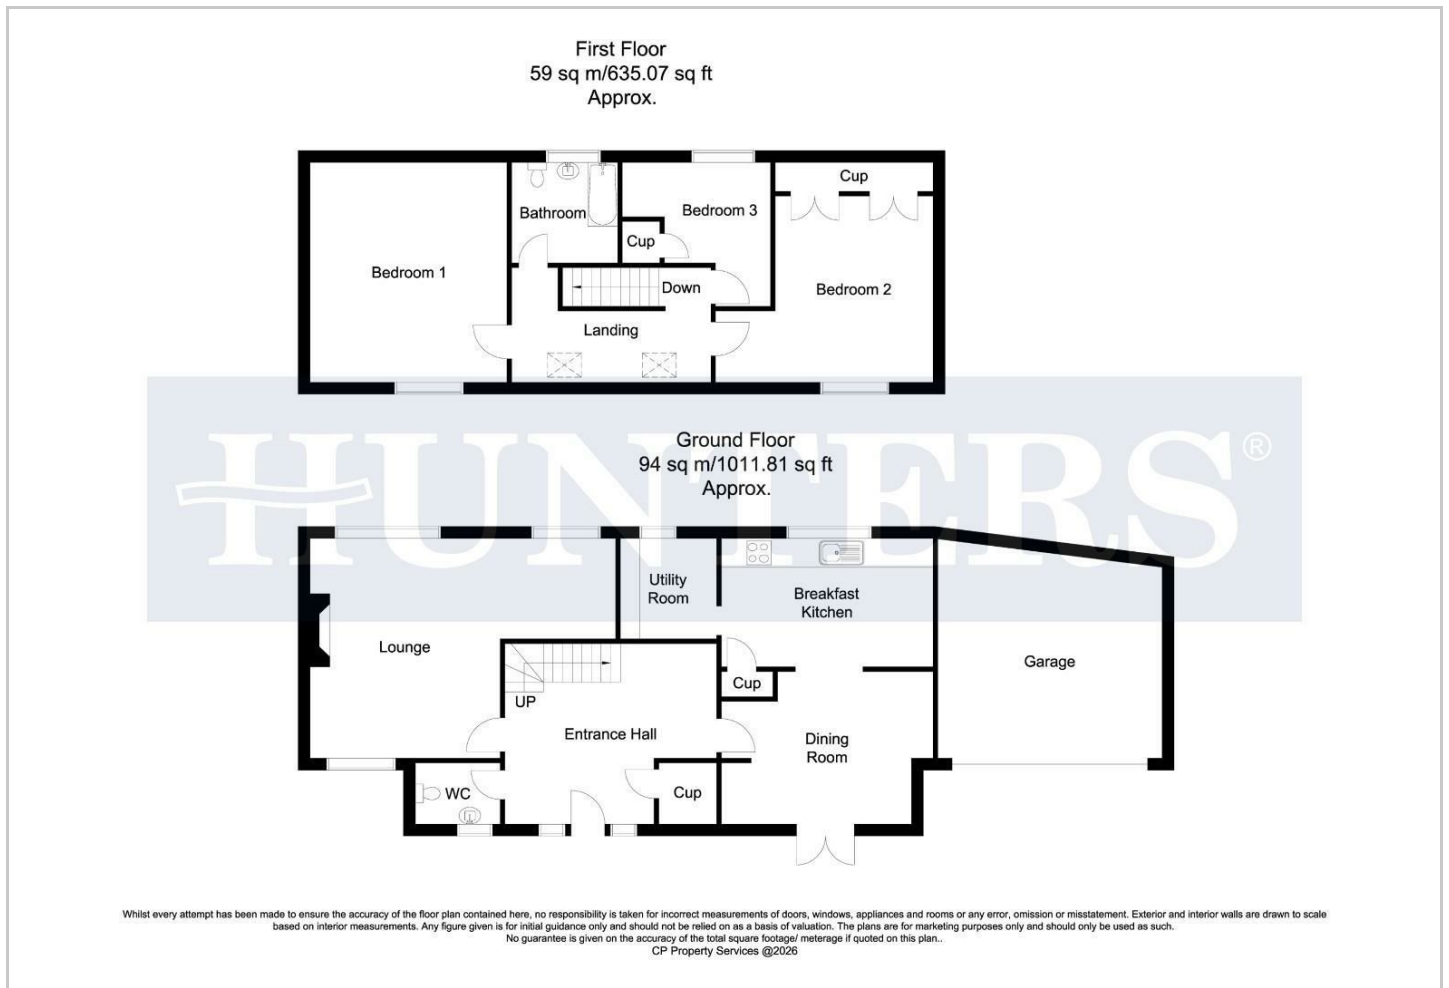 First Floor
59 sq m/635.07 sq ft
Approx.
Cup
Bathroom
Bedroom 3
Cup
Bedroom 1
Down
Bedroom 2
Landing
HUNTERS®
Ground Floor
94 sq m/1011.81 sq ft
Approx.
Utility
Room
Breakfast
Kitchen
Lounge
Garage
Cup
UP
Entrance Hall
Dining
Room
WC
Cup
Whilst every attempt has been made to ensure the accuracy of the floor plan contained here, no responsibility is taken for incorrect measurements of doors, windows, appliances and rooms or any error, omission or misstatement. Exterior and interior walls are drawn to scale
based on interior measurements. Any figure given is for initial guidance only and should not be relied on as a basis of valuation. The plans are for marketing purposes only and should only be used as such.
No guarantee is given on the accuracy of the total square footage/ meterage if quoted on this plan..
CP Property Services @2026